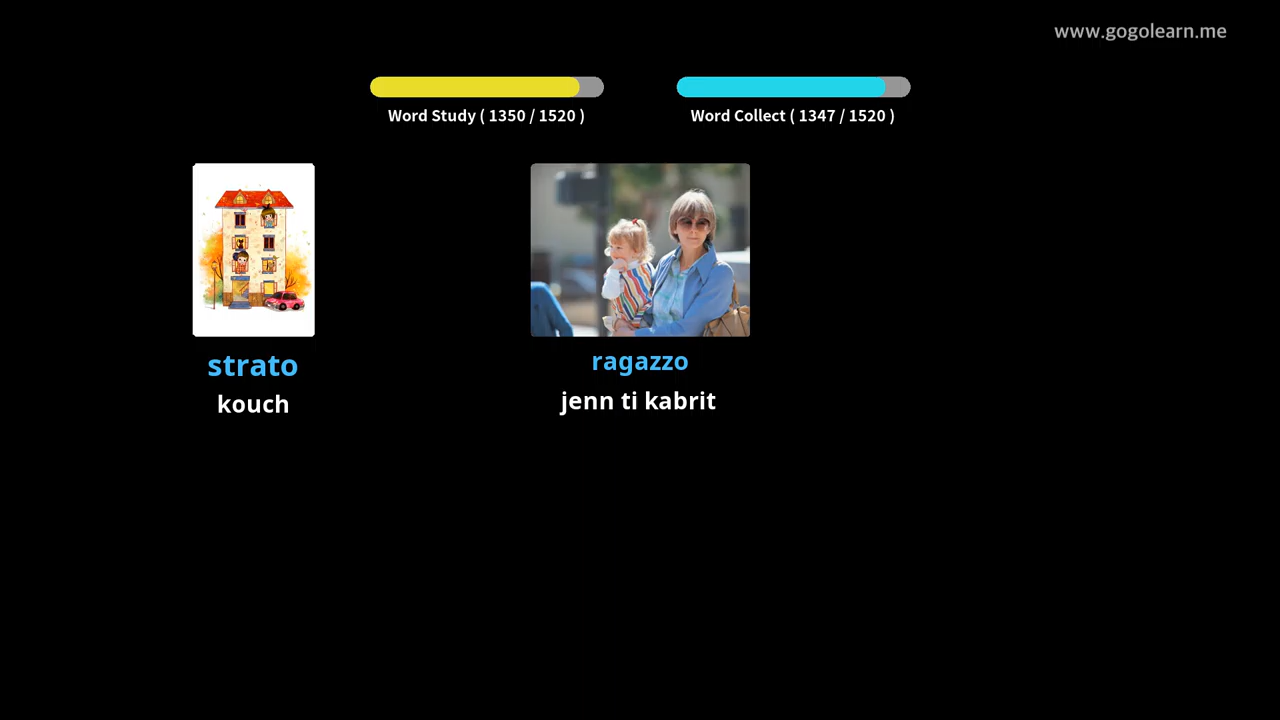 www.gogolearn.me
Word Study ( 1350 / 1520 )
Word Collect ( 1347 / 1520 )
strato
kouch
ragazzo
jenn ti kabrit